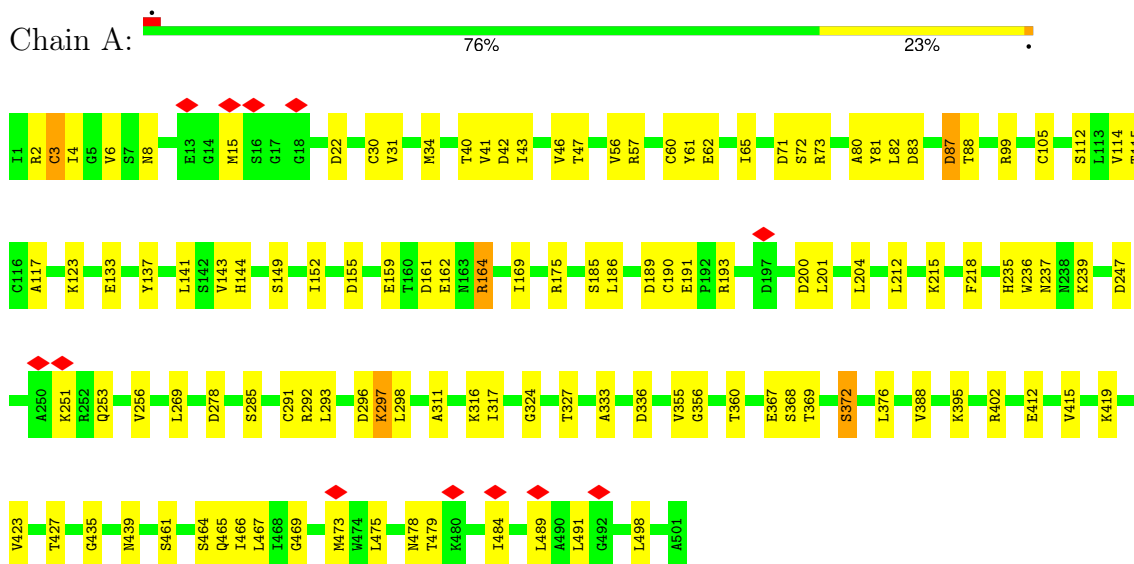 Chain A:
76% 23%
I1 R2 C3 I4 G5 V6 S7 N8 E13 G14 M15 S16 G17 G18 D22 C30 V31 M34 T40 V41 D42 I43 V46 T47 V56 R57 C60 Y61 E62 I65 D71 S72 R73 A80 Y81 L82 D83 D87 T88 R99 C105 S112 L113 V114 T115
C116 A117 K123 E133 Y137 L141 S142 V143 H144 S149 I152 D155 E159 T160 D161 E162 N163 R164 I169 R175 S185 L186 D189 C190 E191 P192 R193 D197 D200 L201 L204 L212 K215 F218 H235 W236 N237 N238 K239 D247
A250 K251 R252 Q253 V256 L269 D278 S285 C291 R292 L293 D296 K297 L298 A311 K316 I317 G324 T327 A333 D336 V355 G356 T360 E367 S368 T369 S372 L376 V388 K395 R402 E412 V415 K419
V423 T427 G435 N439 S461 S464 Q465 I466 L467 I468 G469 M473 W474 L475 N478 T479 K480 I484 L489 A490 L491 G492 L498 A501